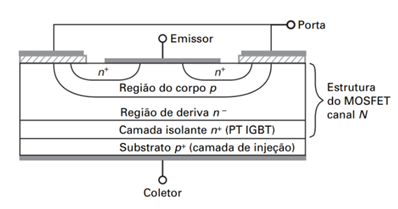 Porta
Emissor
n+ n+
Região do corpo p
Região de deriva n−
Camada isolante n+ (PT IGBT)
Substrato p+ (camada de injeção)
Estrutura
do MOSFET
canal N
Coletor